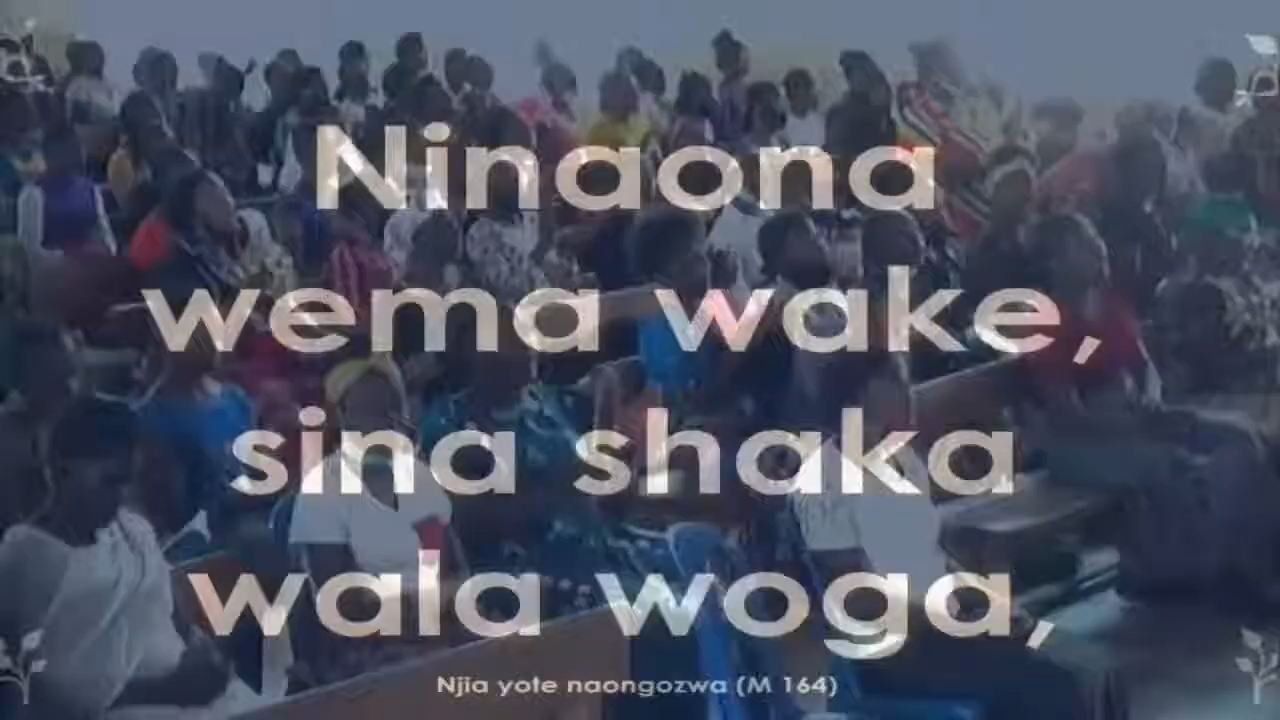 Ninaona
wema wake,
sina shaka
wala woga,
Njia yote naongozwa (M 164)